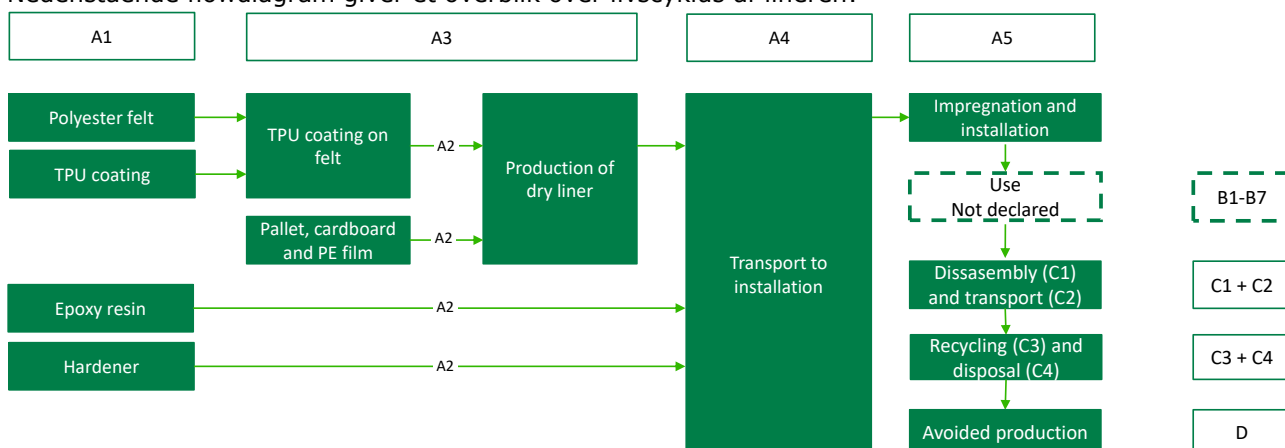 Nedenstående flowdiagram giver et overblik over livscyklus af lineren.
A1
A3
A4
A5
Polyester felt
TPU coating
TPU coating on
felt
A2
Production of
dry liner
Pallet, cardboard
and PE film
A2
Epoxy resin
A2
Hardener
A2
Transport to
installation
Impregnation and
installation
Use
Not declared
B1-B7
Dissasembly (C1)
and transport (C2)
C1 + C2
Recycling (C3) and
disposal (C4)
C3 + C4
Avoided production
D